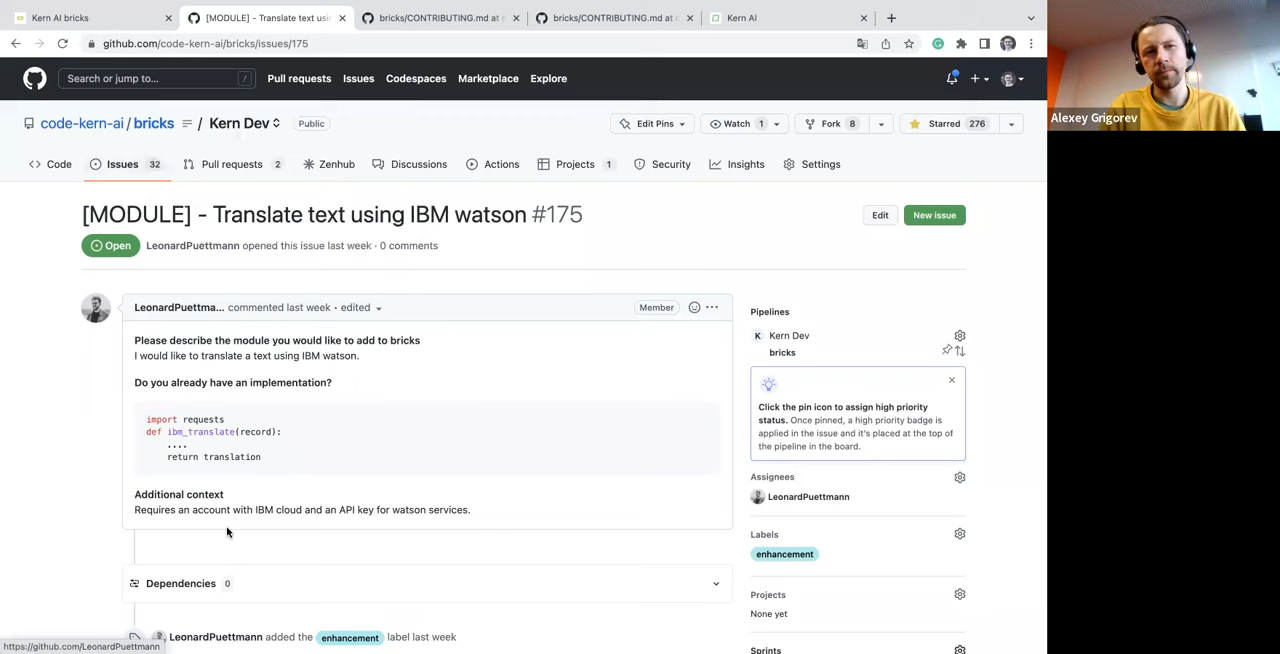 Kern AI bricks
[MODULE] - Translate text usi
bricks/CONTRIBUTING.md at
bricks/CONTRIBUTING.md at
Kern AI
github.com/code-kern-ai/bricks/issues/175
Search or jump to...
/
Pull requests
Issues
Codespaces
Marketplace
Explore
Alexey Grigorev
code-kern-ai / bricks / Kern Dev
Public
Edit Pins
Watch 1
Fork 8
Starred 276
Code
Issues 32
Pull requests 2
Zenhub
Discussions
Actions
Projects 1
Security
Insights
Settings
[MODULE] - Translate text using IBM watson #175
Edit
New issue
Open
LeonardPuettmann opened this issue last week · 0 comments
LeonardPuettma... commented last week • edited
Member
Please describe the module you would like to add to bricks
I would like to translate a text using IBM watson.
Do you already have an implementation?
import requests
def ibm_translate(record):
....
return translation
Additional context
Requires an account with IBM cloud and an API key for watson services.
Dependencies 0
LeonardPuettmann added the enhancement label last week
Pipelines
K Kern Dev
bricks
Click the pin icon to assign high priority
status. Once pinned, a high priority badge is
applied in the issue and it's placed at the top of
the pipeline in the board.
Assignees
LeonardPuettmann
Labels
enhancement
Projects
None yet
Sprints
https://github.com/LeonardPuettmann